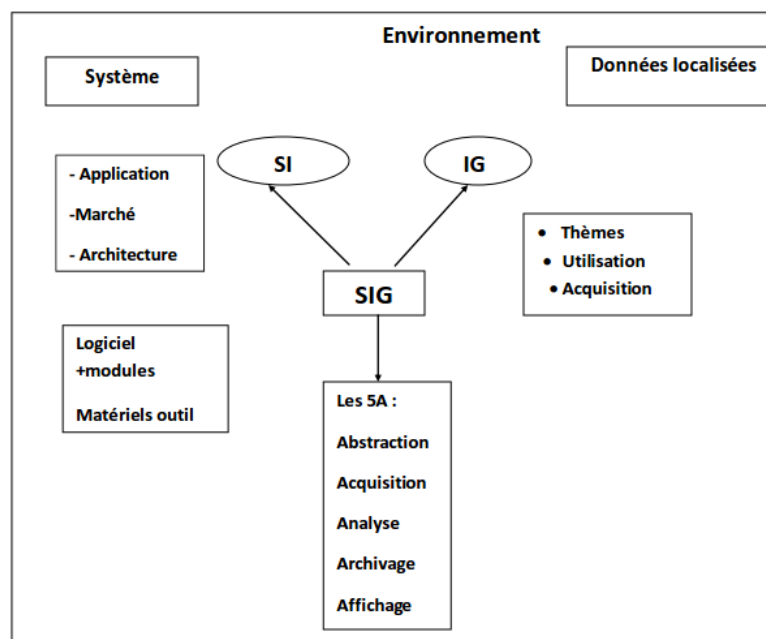 Environnement
Système
Données localisées
SI
IG
- Application
-Marché
- Architecture
• Thèmes
• Utilisation
• Acquisition
SIG
Logiciel
+modules
Matériels outil
Les 5A :
Abstraction
Acquisition
Analyse
Archivage
Affichage